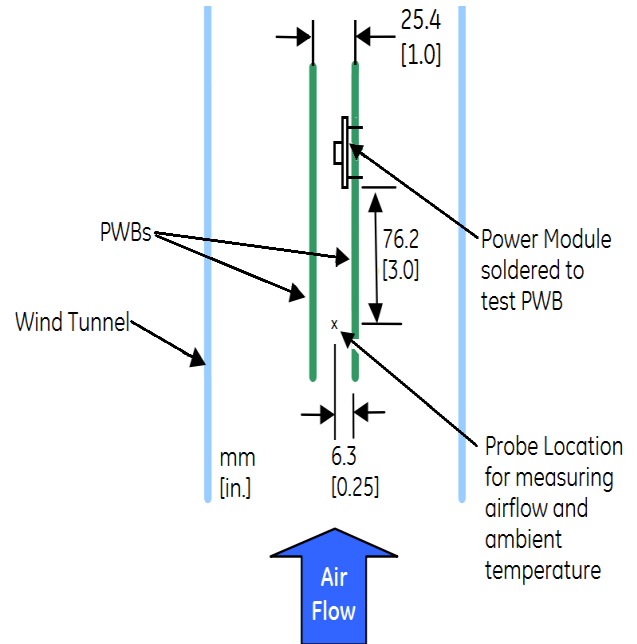 25.4
[1.0]
PWBs
76.2
[3.0]
Power Module
soldered to
test PWB
Wind Tunnel
x
mm
[in.]
6.3
[0.25]
Probe Location
for measuring
airflow and
ambient
temperature
Air
Flow